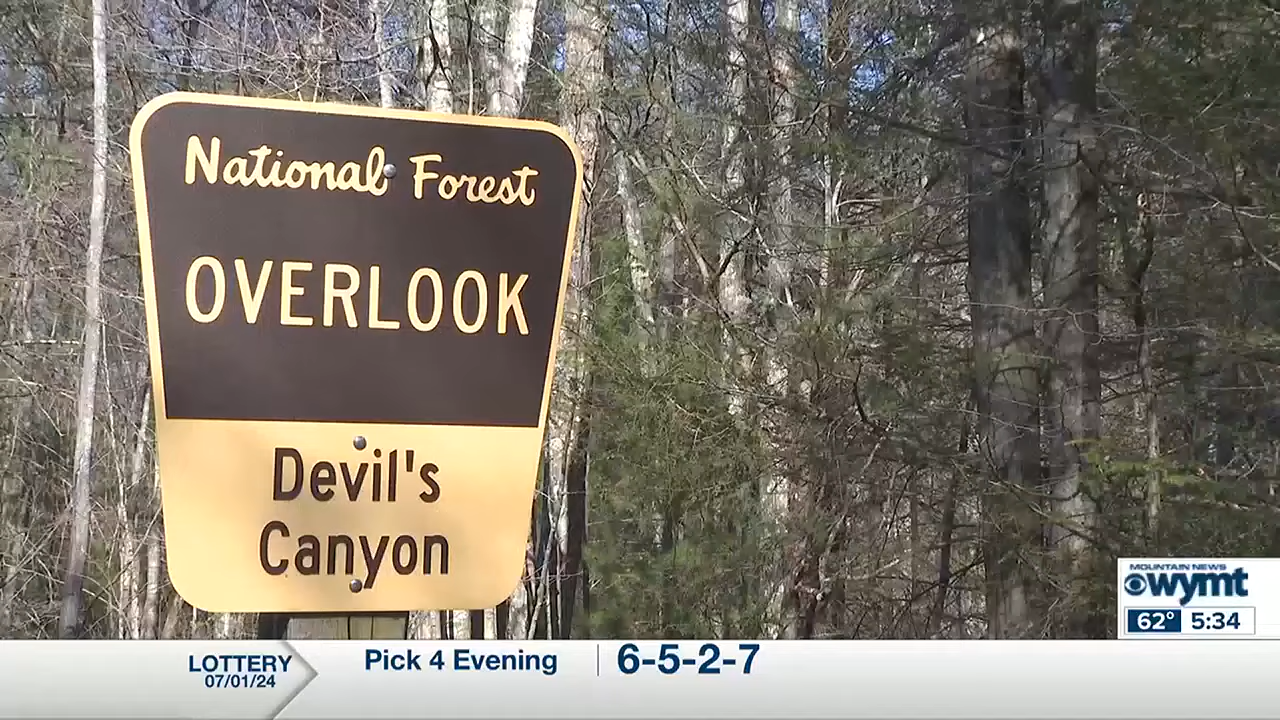 National Forest
OVERLOOK
Devil's
Canyon
MOUNTAIN NEWS
wymt
62° 5:34
LOTTERY
07/01/24
Pick 4 Evening
6-5-2-7